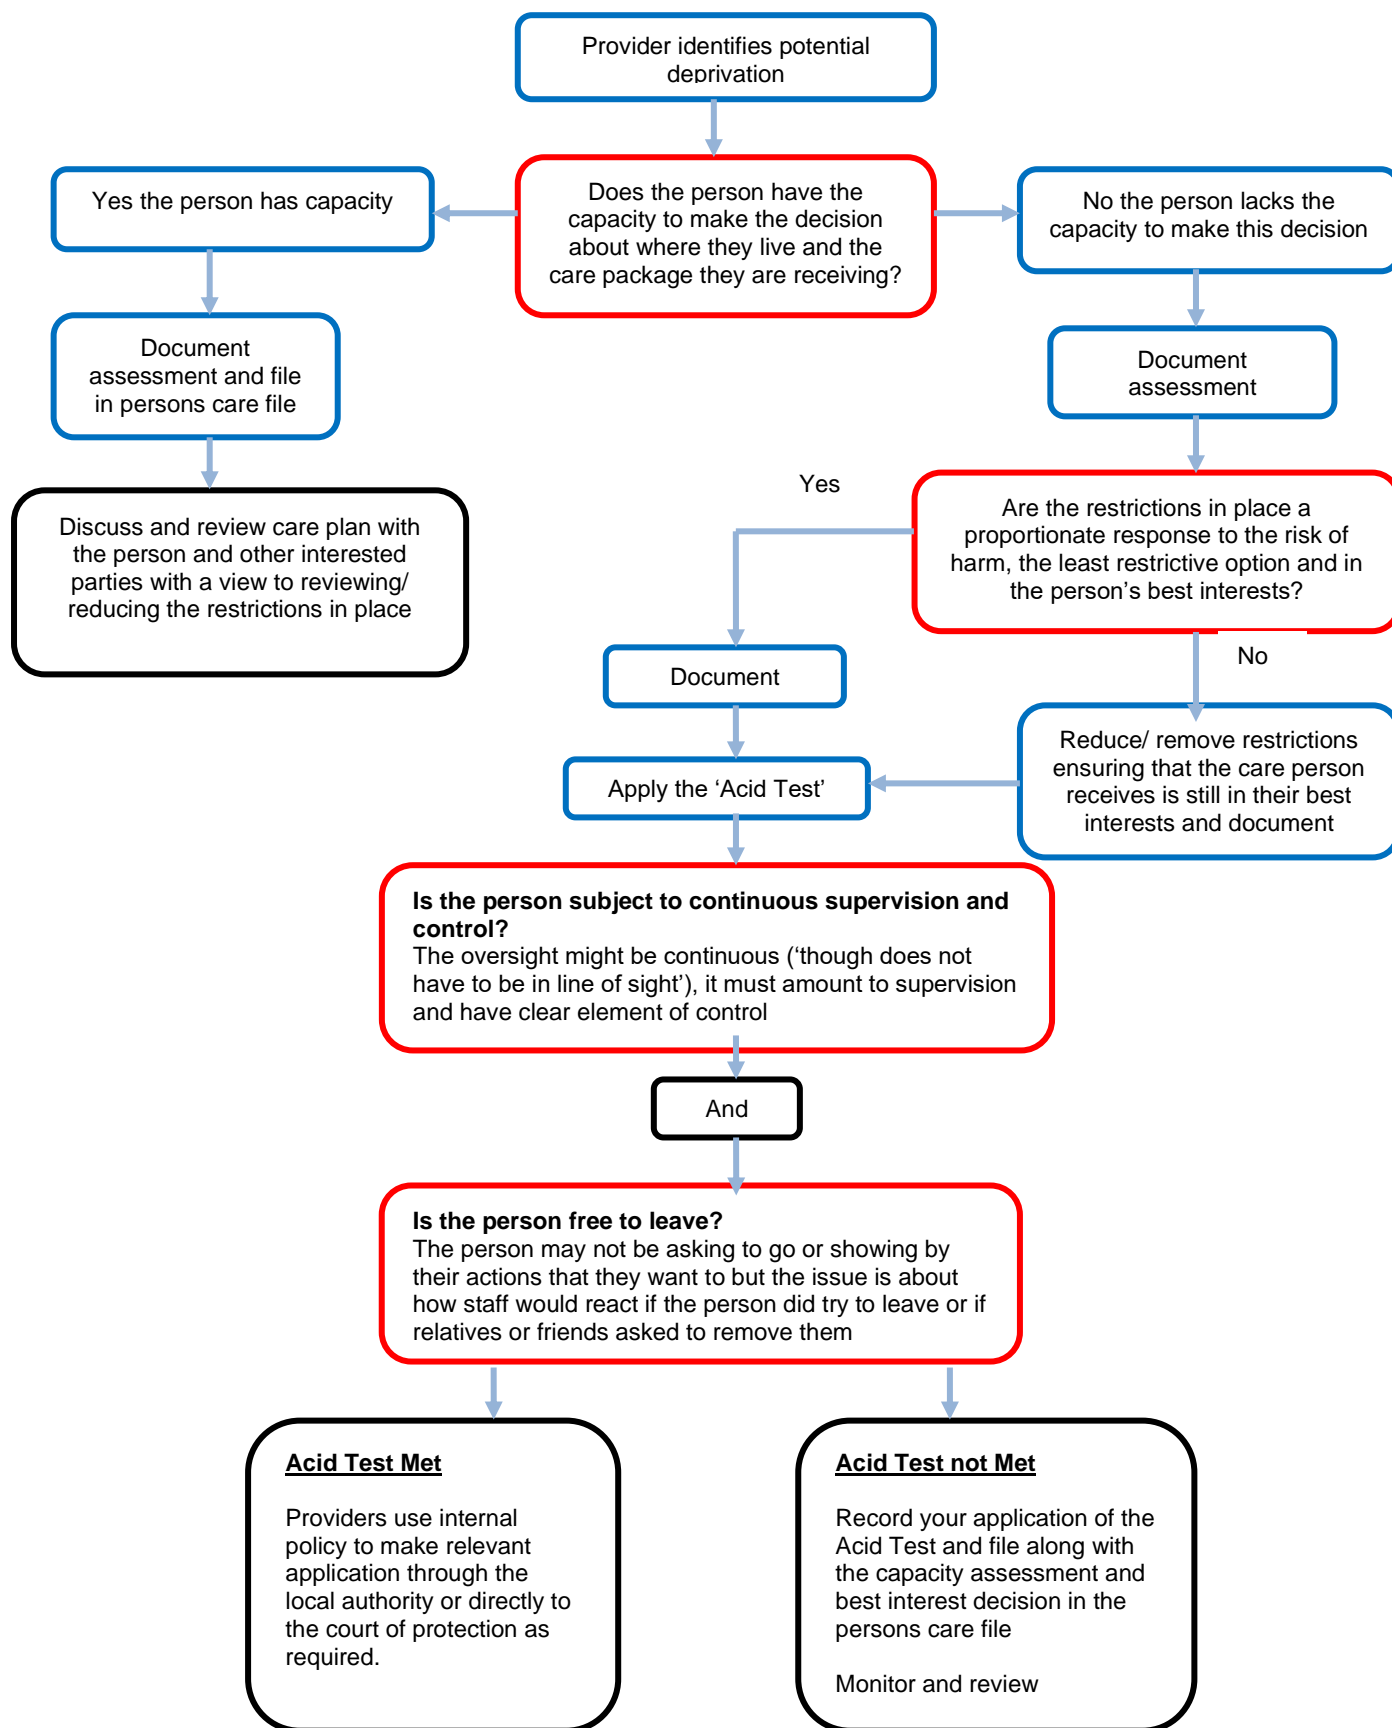 Provider identifies potential
deprivation
Yes the person has capacity
Does the person have the
capacity to make the decision
about where they live and the
care package they are receiving?
No the person lacks the
capacity to make this decision
Document
assessment and file
in persons care file
Document
assessment
Discuss and review care plan with
the person and other interested
parties with a view to reviewing/
reducing the restrictions in place
Yes
Are the restrictions in place a
proportionate response to the risk of
harm, the least restrictive option and in
the person’s best interests?
No
Document
Reduce/ remove restrictions
ensuring that the care person
receives is still in their best
interests and document
Apply the ‘Acid Test’
Is the person subject to continuous supervision and
control?
The oversight might be continuous (‘though does not
have to be in line of sight’), it must amount to supervision
and have clear element of control
And
Is the person free to leave?
The person may not be asking to go or showing by
their actions that they want to but the issue is about
how staff would react if the person did try to leave or if
relatives or friends asked to remove them
Acid Test Met
Providers use internal
policy to make relevant
application through the
local authority or directly to
the court of protection as
required.
Acid Test not Met
Record your application of the
Acid Test and file along with
the capacity assessment and
best interest decision in the
persons care file
Monitor and review